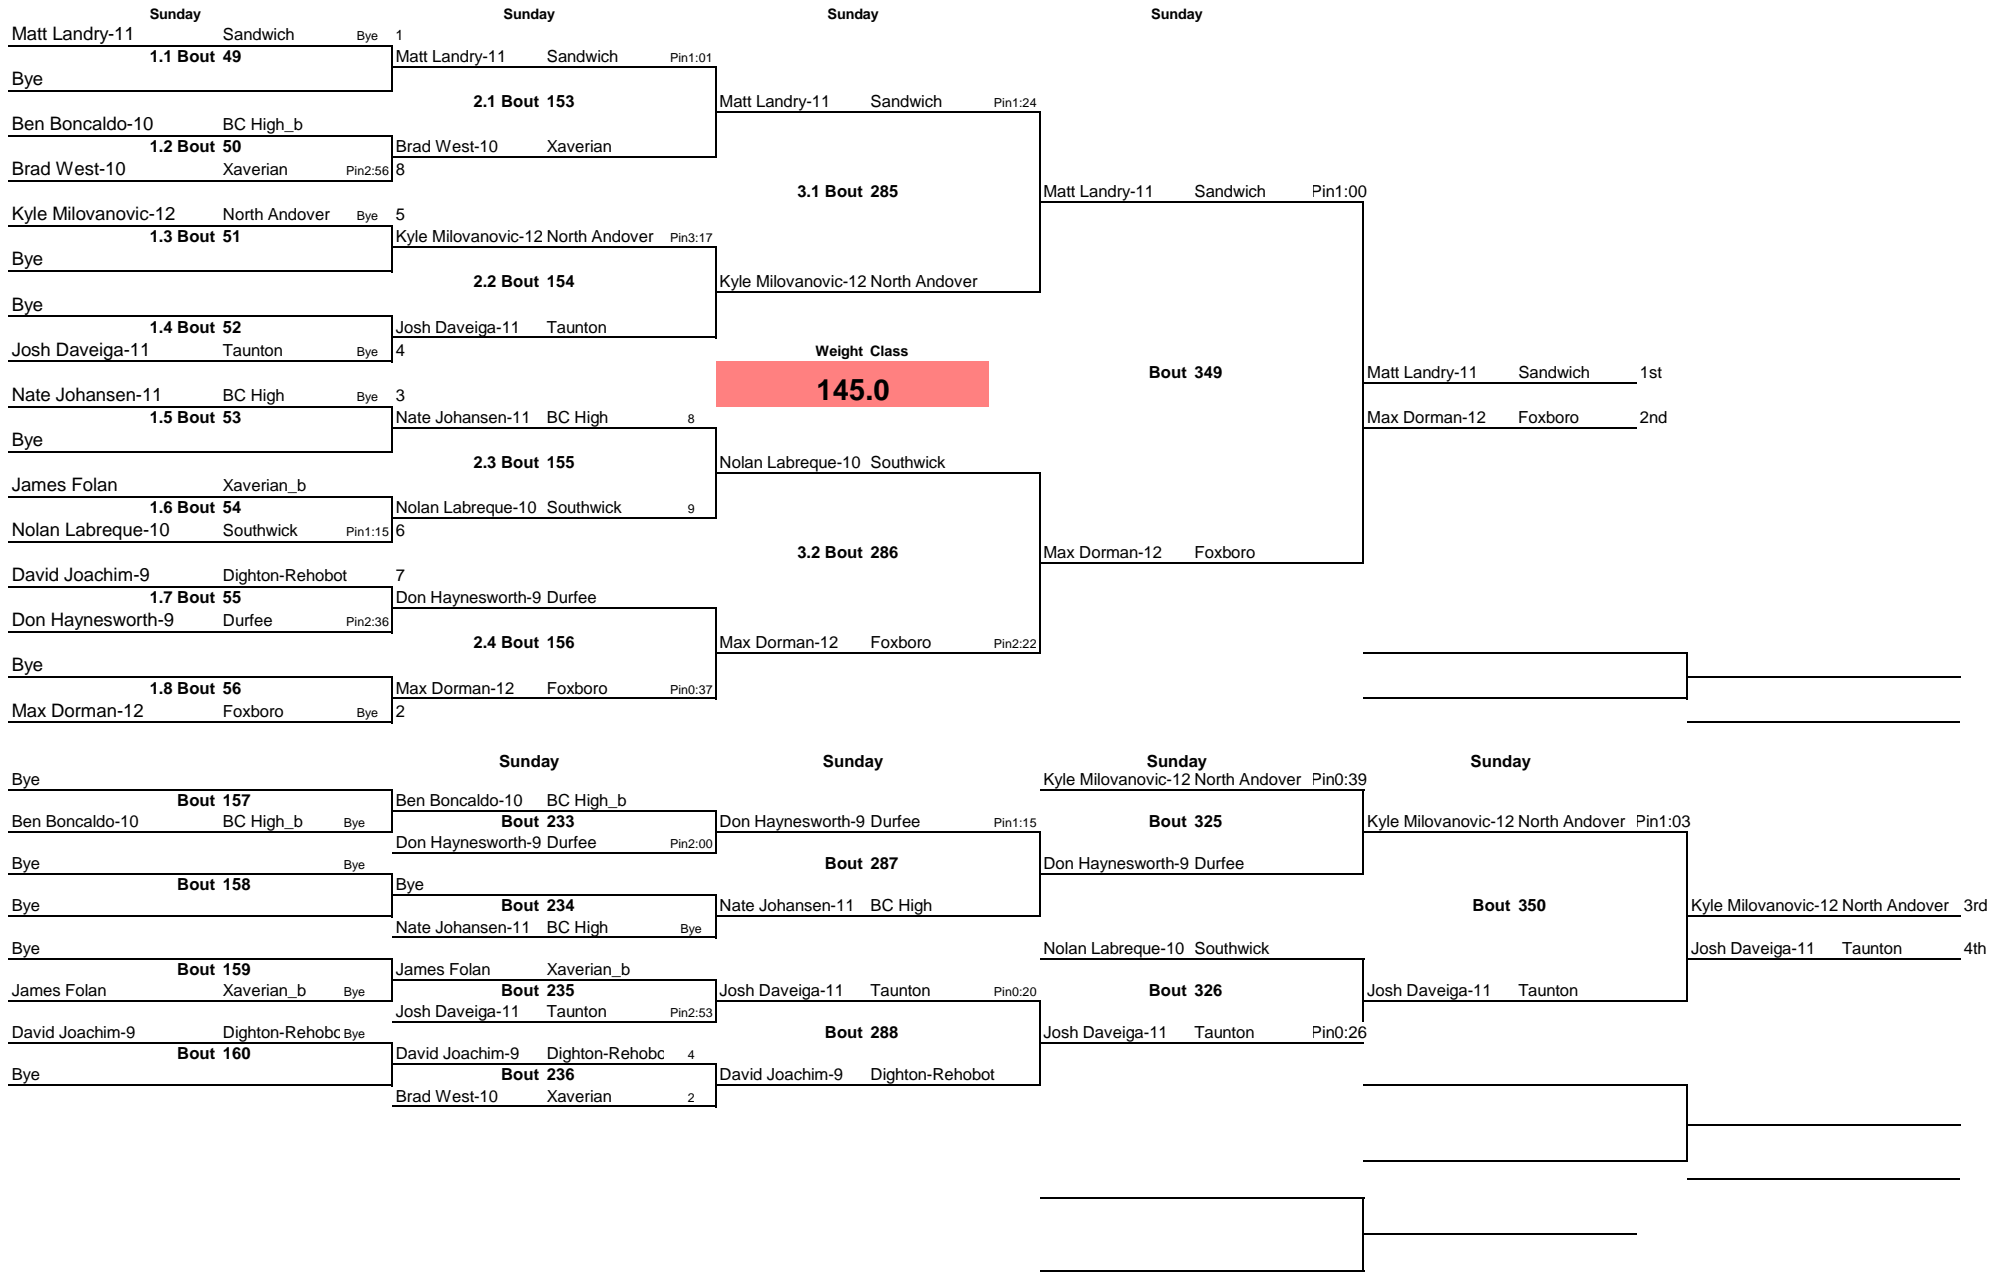 Sunday Sunday Sunday Sunday
Matt Landry-11 Sandwich Bye 1
1.1 Bout 49 Matt Landry-11 Sandwich Pin1:01
Bye
2.1 Bout 153 Matt Landry-11 Sandwich Pin1:24
Ben Boncaldo-10 BC High_b
1.2 Bout 50 Brad West-10 Xaverian
Brad West-10 Xaverian Pin2:56 8
3.1 Bout 285 Matt Landry-11 Sandwich Pin1:00
Kyle Milovanovic-12 North Andover Bye 5
1.3 Bout 51 Kyle Milovanovic-12 North Andover Pin3:17
Bye
2.2 Bout 154 Kyle Milovanovic-12 North Andover
Bye
1.4 Bout 52 Josh Daveiga-11 Taunton
Josh Daveiga-11 Taunton Bye 4 Weight Class
Bout 349 Matt Landry-11 Sandwich 1st
Nate Johansen-11 BC High Bye 3 145.0
1.5 Bout 53 Nate Johansen-11 BC High 8 Max Dorman-12 Foxboro 2nd
Bye
2.3 Bout 155 Nolan Labreque-10 Southwick
James Folan Xaverian_b
1.6 Bout 54 Nolan Labreque-10 Southwick 9
Nolan Labreque-10 Southwick Pin1:15 6
3.2 Bout 286 Max Dorman-12 Foxboro
David Joachim-9 Dighton-Rehobot 7
1.7 Bout 55 Don Haynesworth-9 Durfee
Don Haynesworth-9 Durfee Pin2:36
2.4 Bout 156 Max Dorman-12 Foxboro Pin2:22
Bye
1.8 Bout 56 Max Dorman-12 Foxboro Pin0:37
Max Dorman-12 Foxboro Bye 2
Sunday Sunday Sunday Sunday
Bye Kyle Milovanovic-12 North Andover Pin0:39
Bout 157 Ben Boncaldo-10 BC High_b
Ben Boncaldo-10 BC High_b Bye Bout 233 Don Haynesworth-9 Durfee Pin1:15 Bout 325 Kyle Milovanovic-12 North Andover Pin1:03
Don Haynesworth-9 Durfee Pin2:00
Bye Bye Bout 287 Don Haynesworth-9 Durfee
Bout 158 Bye
Bye Bout 234 Nate Johansen-11 BC High Bout 350 Kyle Milovanovic-12 North Andover 3rd
Nate Johansen-11 BC High Bye
Bye Nolan Labreque-10 Southwick Josh Daveiga-11 Taunton 4th
Bout 159 James Folan Xaverian_b
James Folan Xaverian_b Bye Bout 235 Josh Daveiga-11 Taunton Pin0:20 Bout 326 Josh Daveiga-11 Taunton
Josh Daveiga-11 Taunton Pin2:53
David Joachim-9 Dighton-Rehobc Bye Bout 288 Josh Daveiga-11 Taunton Pin0:26
Bout 160 David Joachim-9 Dighton-Rehobc 4
Bye Bout 236 David Joachim-9 Dighton-Rehobot
Brad West-10 Xaverian 2